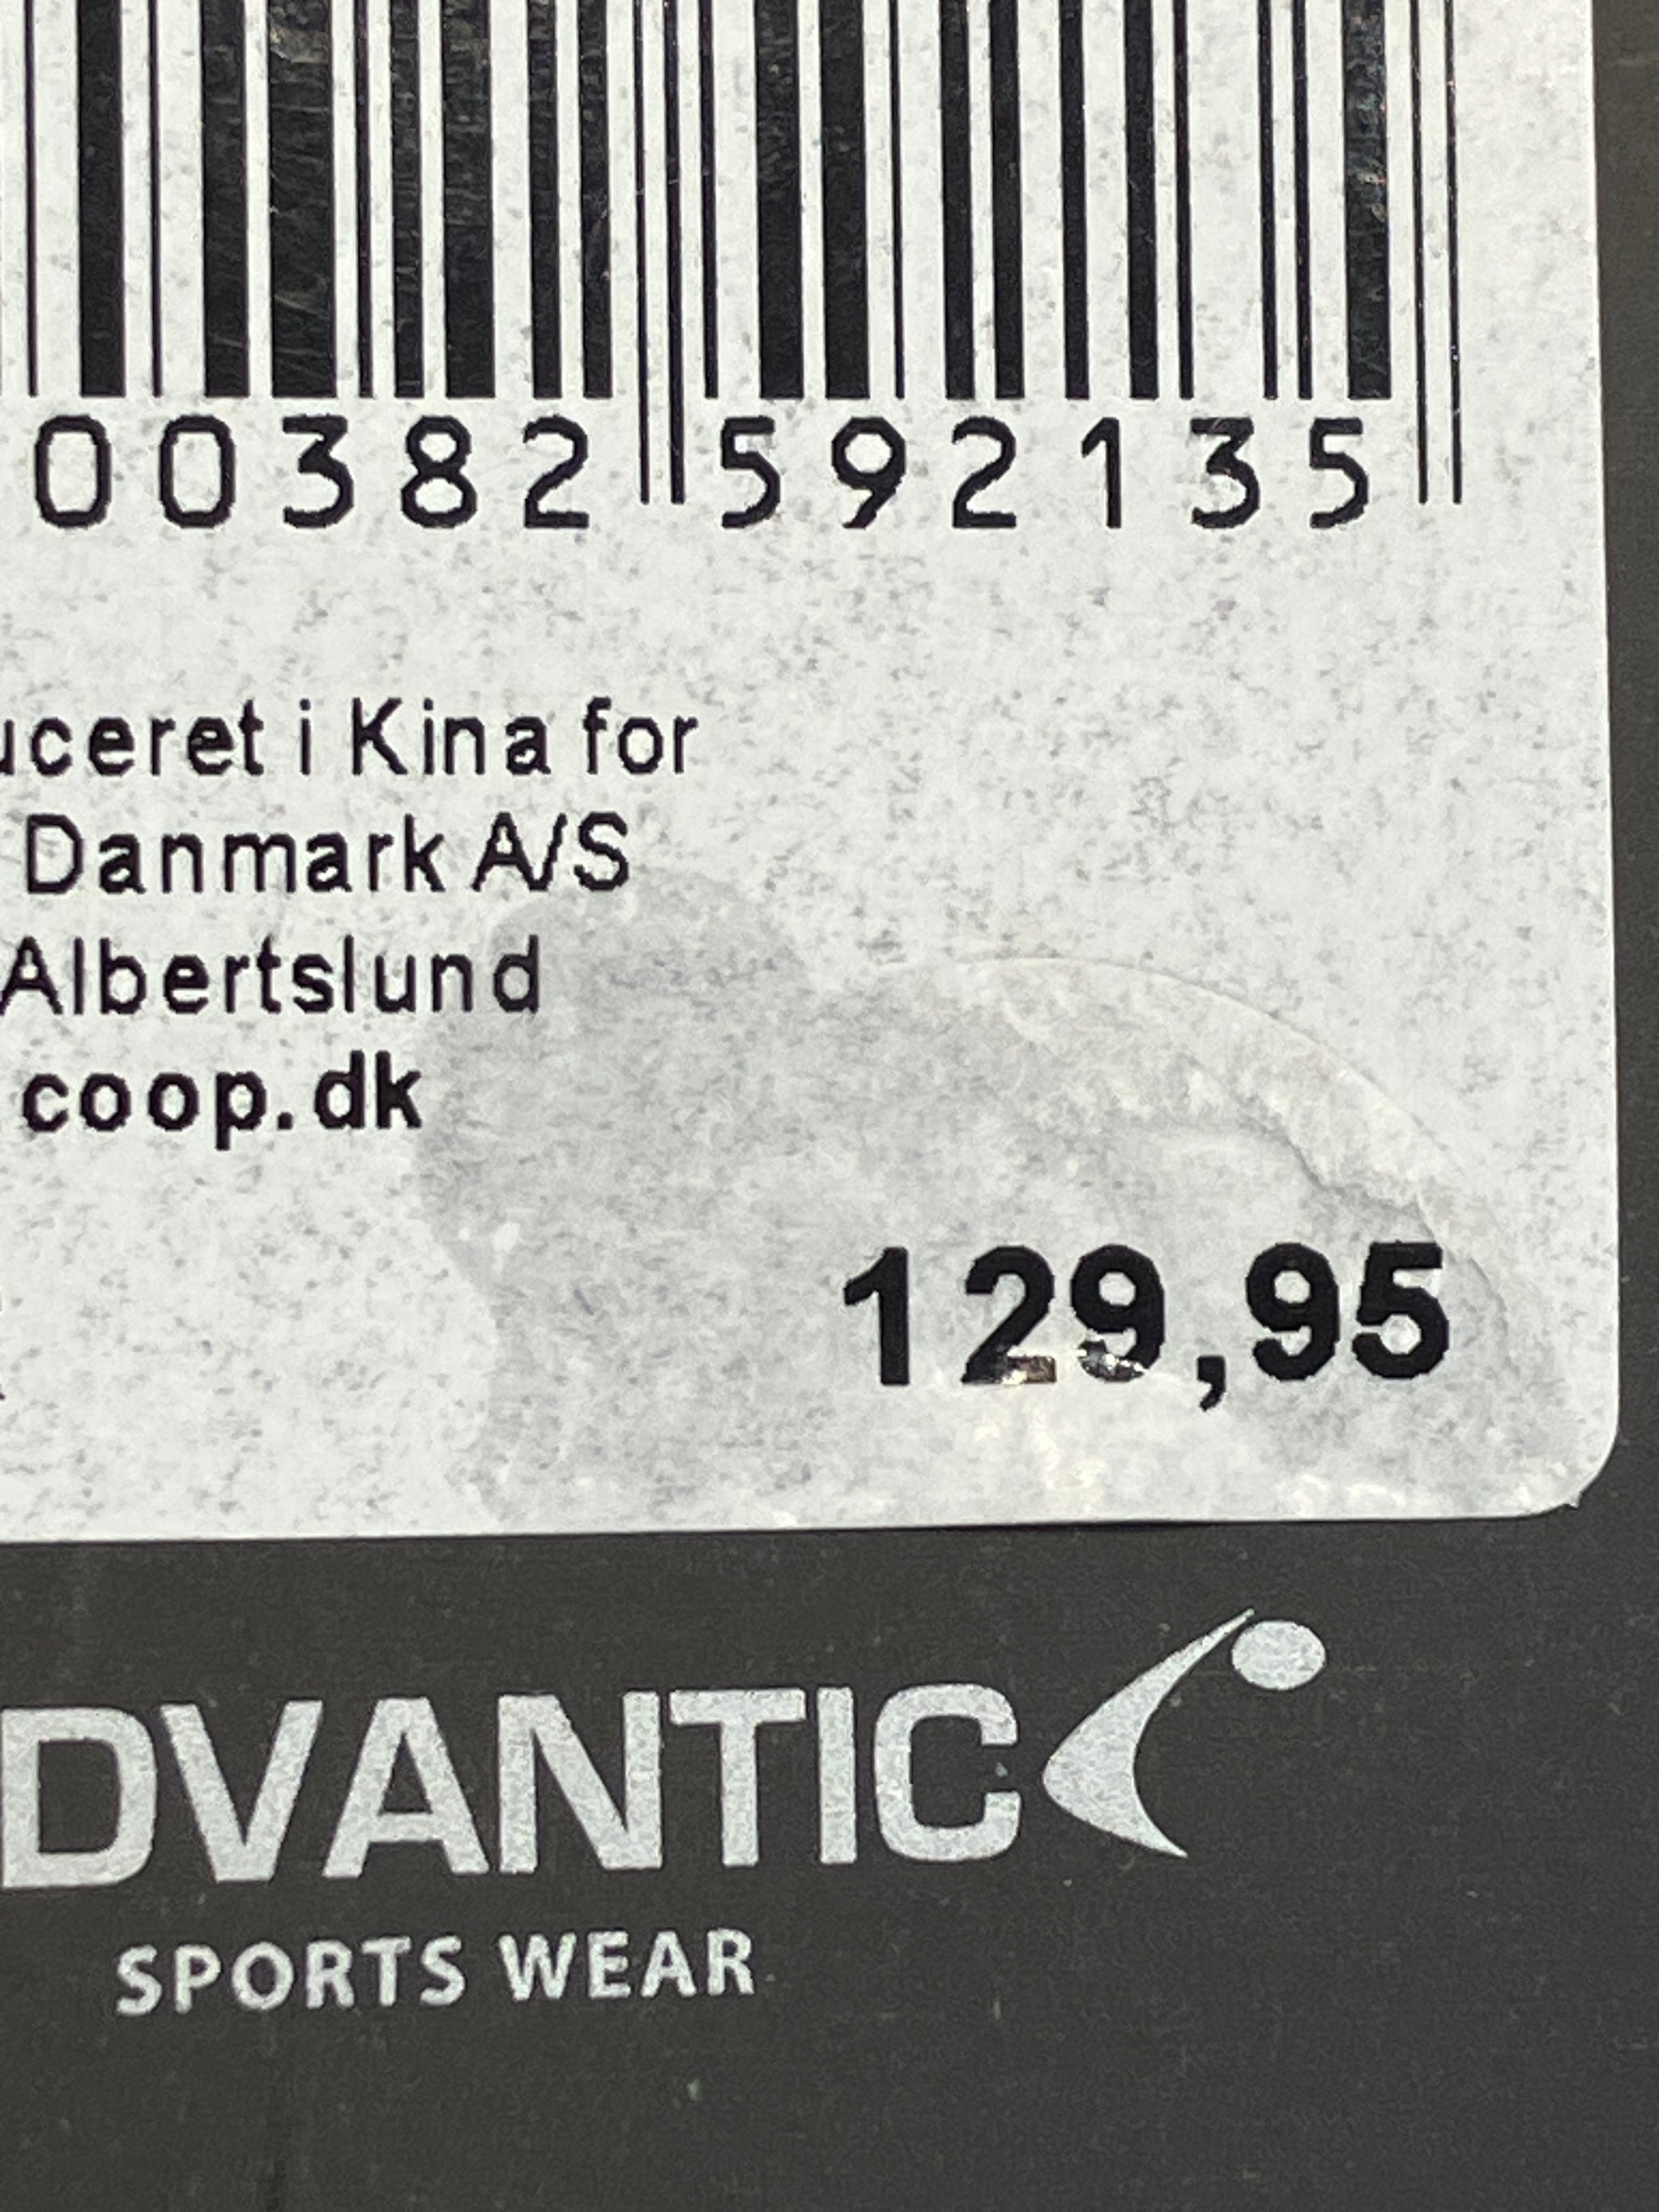 00382 592135
uceret i Kina for
Danmark A/S
Albertslund
coop.dk
129,95
DVANTIC
SPORTS WEAR